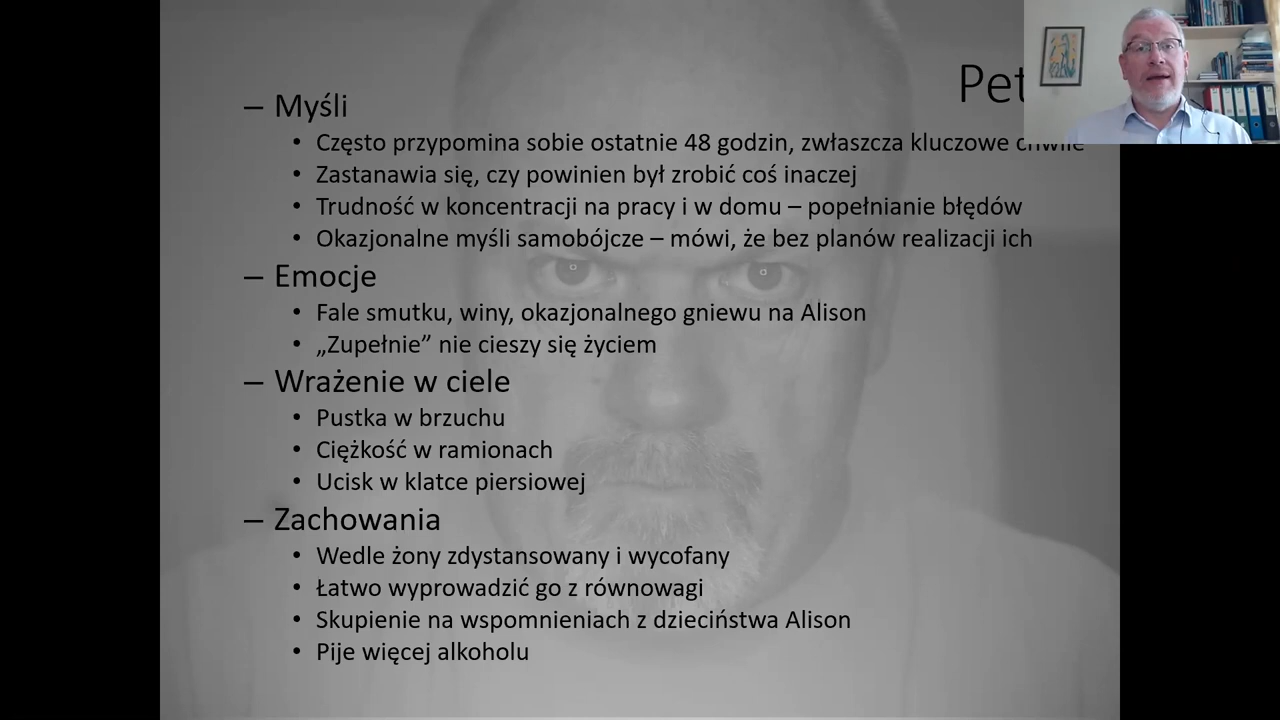 Pet
– Myśli
• Często przypomina sobie ostatnie 48 godzin, zwłaszcza kluczowe chwile
• Zastanawia się, czy powinien był zrobić coś inaczej
• Trudność w koncentracji na pracy i w domu – popełnianie błędów
• Okazjonalne myśli samobójcze – mówi, że bez planów realizacji ich
– Emocje
• Fale smutku, winy, okazjonalnego gniewu na Alison
• „Zupełnie” nie cieszy się życiem
– Wrażenie w ciele
• Pustka w brzuchu
• Ciężkość w ramionach
• Ucisk w klatce piersiowej
– Zachowania
• Wedle żony zdystansowany i wycofany
• Łatwo wyprowadzić go z równowagi
• Skupienie na wspomnieniach z dzieciństwa Alison
• Pije więcej alkoholu